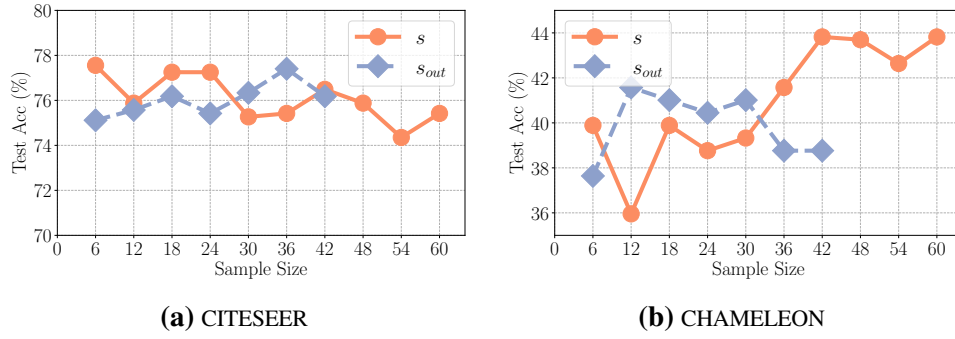 80
78
76
74
72
70
0 6 12 18 24 30 36 42 48 54 60
Test Acc (%)
Sample Size
s
s_out
(a) CITESEER
44
42
40
38
36
0 6 12 18 24 30 36 42 48 54 60
Test Acc (%)
Sample Size
s
s_out
(b) CHAMELEON